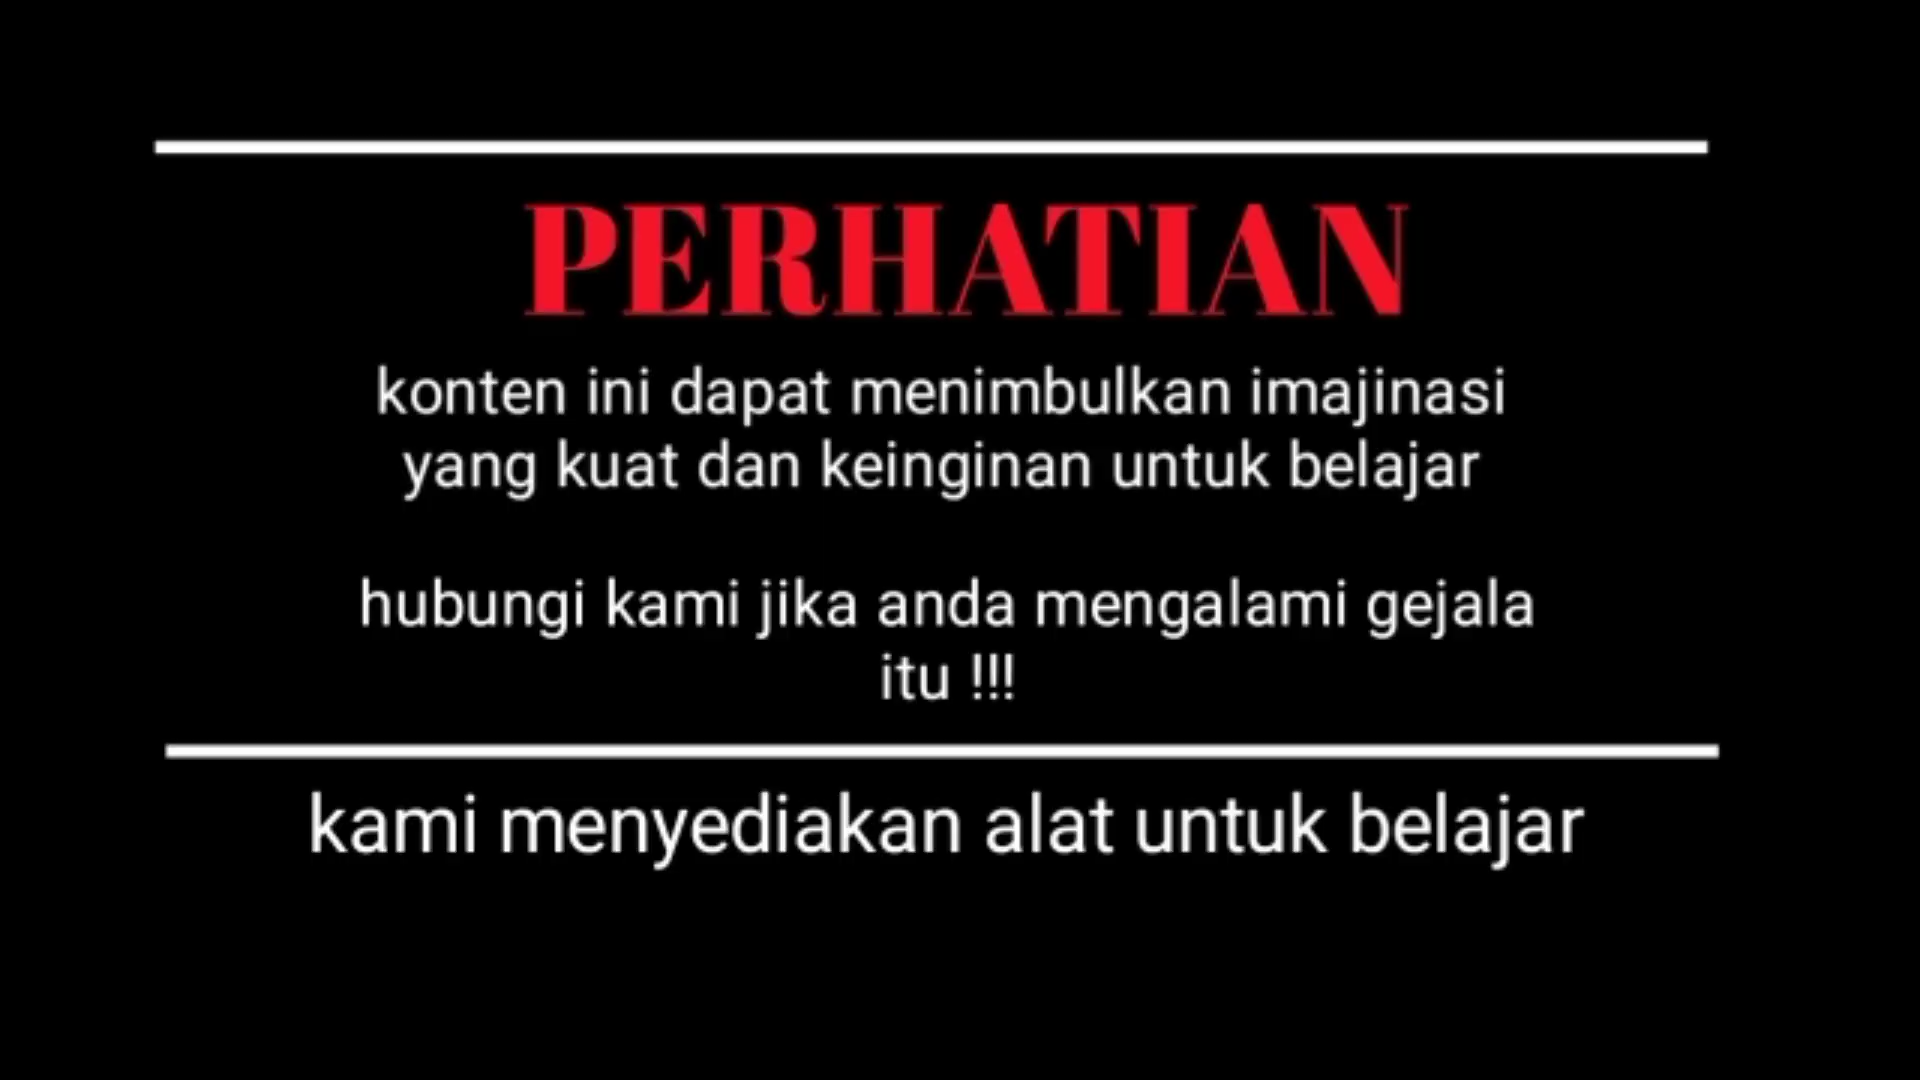 PERHATIAN
konten ini dapat menimbulkan imajinasi
yang kuat dan keinginan untuk belajar
hubungi kami jika anda mengalami gejala
itu !!!
kami menyediakan alat untuk belajar